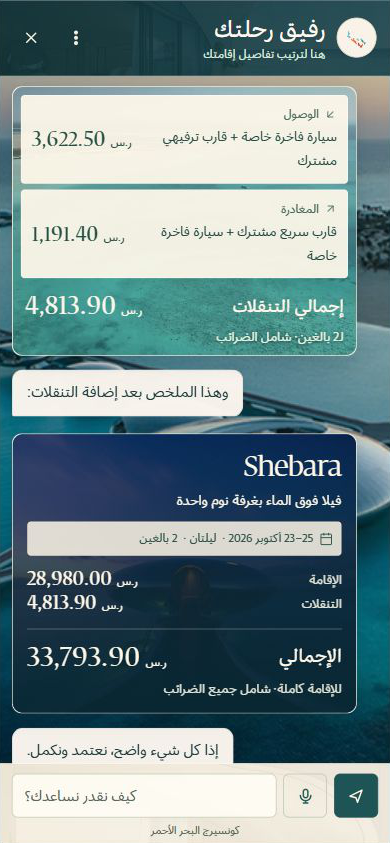 رفيق رحلتك
هنا لترتيب تفاصيل إقامتك
الوصول
سيارة فاخرة خاصة + قارب ترفيهي
مشترك
3,622.50 ر.س
المغادرة
قارب سريع مشترك + سيارة فاخرة
خاصة
1,191.40 ر.س
إجمالي التنقلات 4,813.90 ر.س
لـ2 بالغين· شامل الضرائب
وهذا الملخص بعد إضافة التنقلات:
Shebara
فيلا فوق الماء بغرفة نوم واحدة
23–25 أكتوبر 2026 · ليلتان · 2 بالغين
الإقامة 28,980.00 ر.س
التنقلات 4,813.90 ر.س
الإجمالي 33,793.90 ر.س
للإقامة كاملة· شامل جميع الضرائب
إذا كل شيء واضح، نعتمد ونكمل.
كيف نقدر نساعدك؟
كونسيرج البحر الأحمر